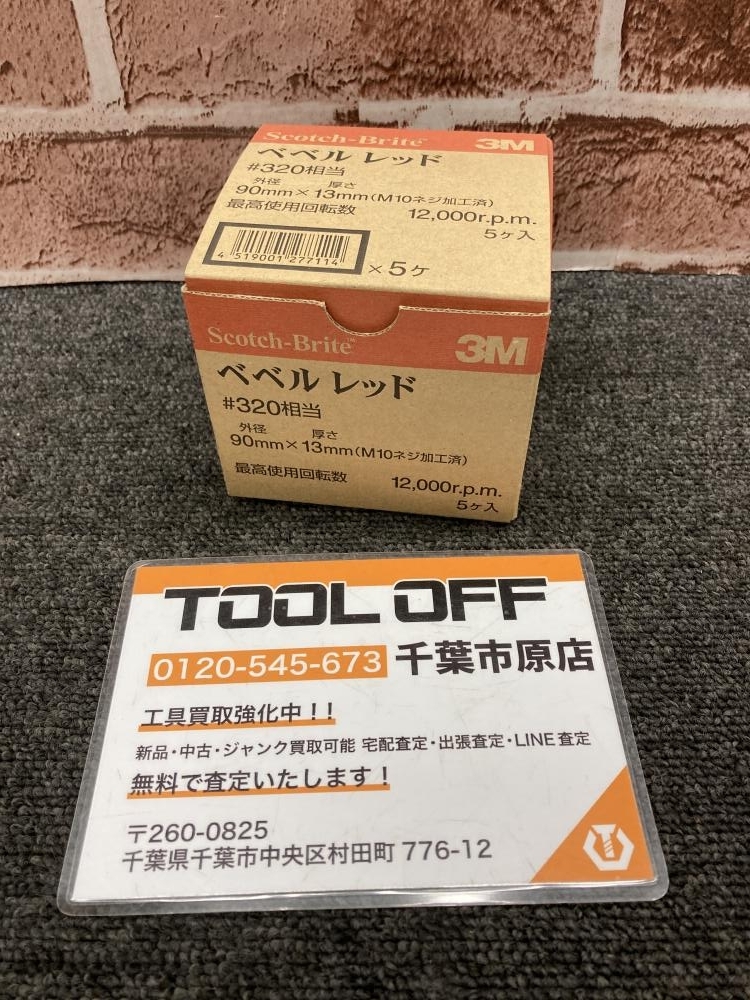 Scotch-Brite™ 3M
ベベル レッド
#320相当
外径 厚さ
90mm×13mm(M10ネジ加工済)
最高使用回転数 12,000r.p.m.
5ケ入
4 519001 277114
×5ケ
Scotch-Brite™ 3M
ベベル レッド
#320相当
外径 厚さ
90mm×13mm(M10ネジ加工済)
最高使用回転数 12,000r.p.m.
5ケ入
TOOL OFF
0120-545-673 千葉市原店
工具買取強化中!!
新品・中古・ジャンク買取可能 宅配査定・出張査定・LINE査定
無料で査定いたします!
〒260-0825
千葉県千葉市中央区村田町 776-12